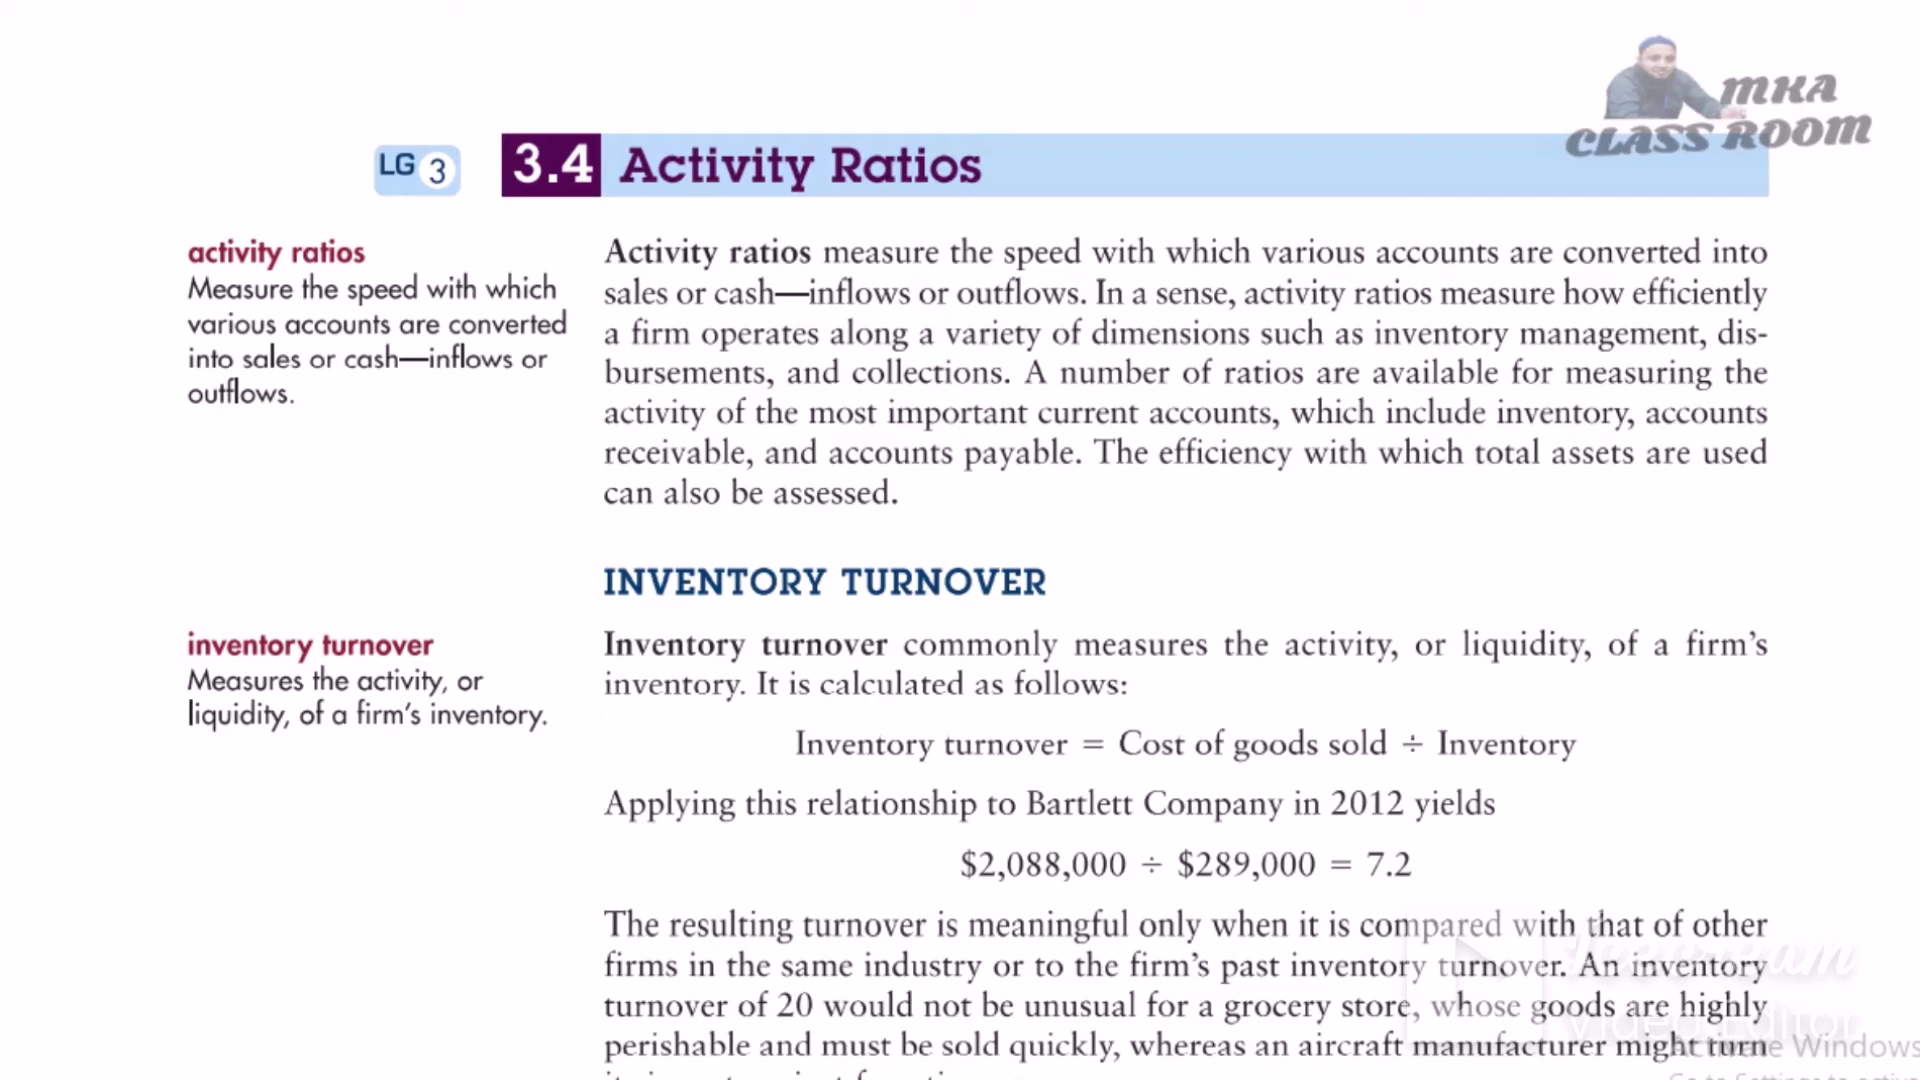 MKA
CLASS ROOM
LG 3
3.4 Activity Ratios
activity ratios
Measure the speed with which
various accounts are converted
into sales or cash—inflows or
outflows.
Activity ratios measure the speed with which various accounts are converted into
sales or cash—inflows or outflows. In a sense, activity ratios measure how efficiently
a firm operates along a variety of dimensions such as inventory management, dis-
bursements, and collections. A number of ratios are available for measuring the
activity of the most important current accounts, which include inventory, accounts
receivable, and accounts payable. The efficiency with which total assets are used
can also be assessed.
INVENTORY TURNOVER
inventory turnover
Measures the activity, or
liquidity, of a firm's inventory.
Inventory turnover commonly measures the activity, or liquidity, of a firm's
inventory. It is calculated as follows:
Inventory turnover = Cost of goods sold ÷ Inventory
Applying this relationship to Bartlett Company in 2012 yields
$2,088,000 ÷ $289,000 = 7.2
The resulting turnover is meaningful only when it is compared with that of other
firms in the same industry or to the firm's past inventory turnover. An inventory
turnover of 20 would not be unusual for a grocery store, whose goods are highly
perishable and must be sold quickly, whereas an aircraft manufacturer might turn
Video Editor
Activate Windows